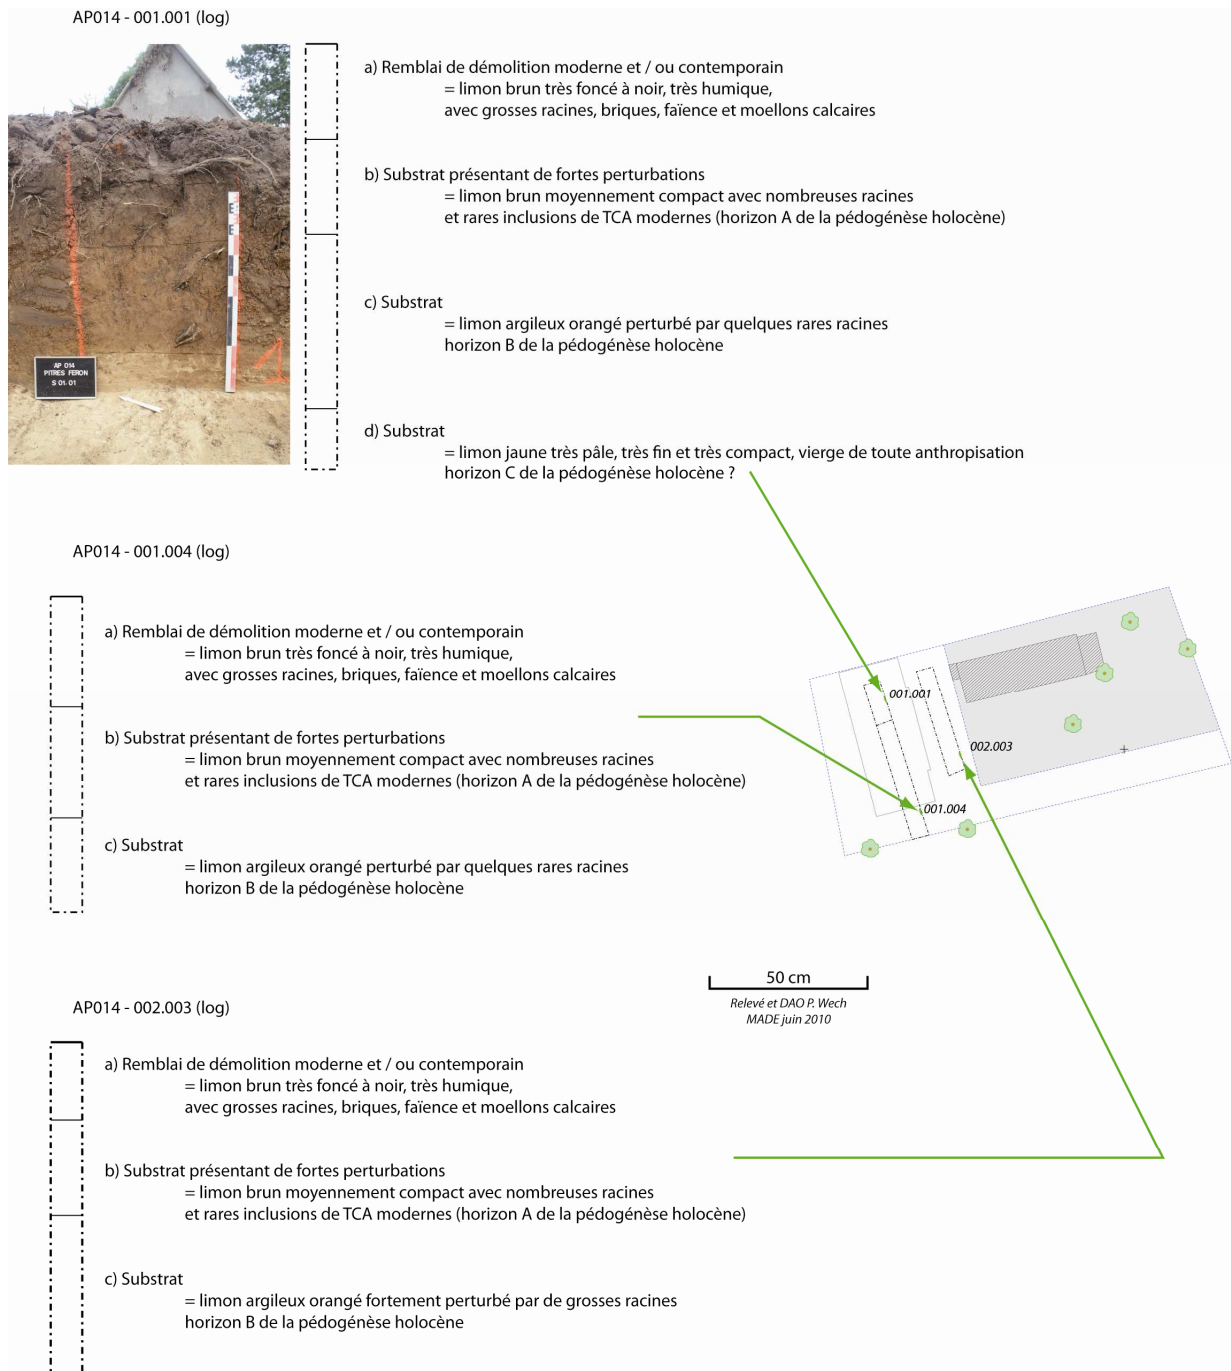 AP014 - 001.001 (log)
a) Remblai de démolition moderne et / ou contemporain
= limon brun très foncé à noir, très humique,
avec grosses racines, briques, faïence et moellons calcaires
b) Substrat présentant de fortes perturbations
= limon brun moyennement compact avec nombreuses racines
et rares inclusions de TCA modernes (horizon A de la pédogénèse holocène)
c) Substrat
= limon argileux orangé perturbé par quelques rares racines
horizon B de la pédogénèse holocène
d) Substrat
= limon jaune très pâle, très fin et très compact, vierge de toute anthropisation
horizon C de la pédogénèse holocène ?
E
E
AP 014
PITRES FERON
S 01. 01
1
AP014 - 001.004 (log)
a) Remblai de démolition moderne et / ou contemporain
= limon brun très foncé à noir, très humique,
avec grosses racines, briques, faïence et moellons calcaires
b) Substrat présentant de fortes perturbations
= limon brun moyennement compact avec nombreuses racines
et rares inclusions de TCA modernes (horizon A de la pédogénèse holocène)
c) Substrat
= limon argileux orangé perturbé par quelques rares racines
horizon B de la pédogénèse holocène
001.001
002.003
001.004
50 cm
Relevé et DAO P. Wech
MADE juin 2010
AP014 - 002.003 (log)
a) Remblai de démolition moderne et / ou contemporain
= limon brun très foncé à noir, très humique,
avec grosses racines, briques, faïence et moellons calcaires
b) Substrat présentant de fortes perturbations
= limon brun moyennement compact avec nombreuses racines
et rares inclusions de TCA modernes (horizon A de la pédogénèse holocène)
c) Substrat
= limon argileux orangé fortement perturbé par de grosses racines
horizon B de la pédogénèse holocène